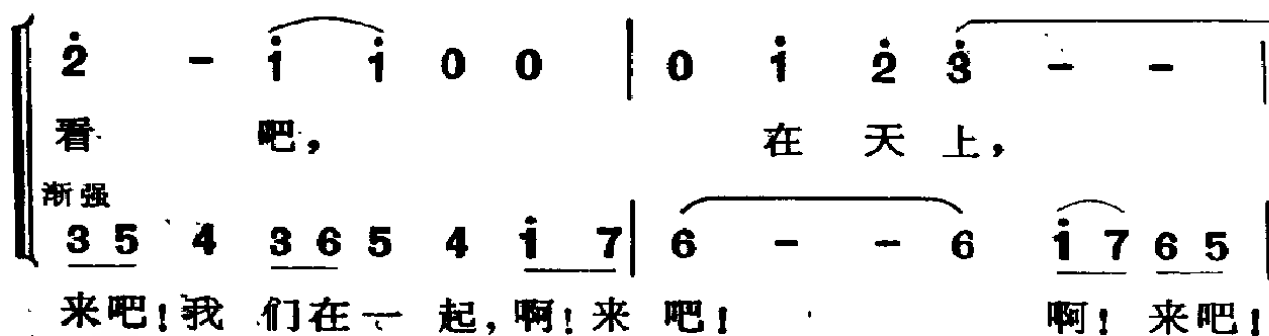 2̇ - 1̇ 1̇ 0 0 | 0 1̇ 2̇ 3̇ - - |
看 吧, 在 天 上,
渐强
3 5 4 3 6 5 4 1̇ 7 | 6 - - 6 1̇ 7 6 5 |
来吧!我 们在一 起,啊!来 吧! 啊!来吧!